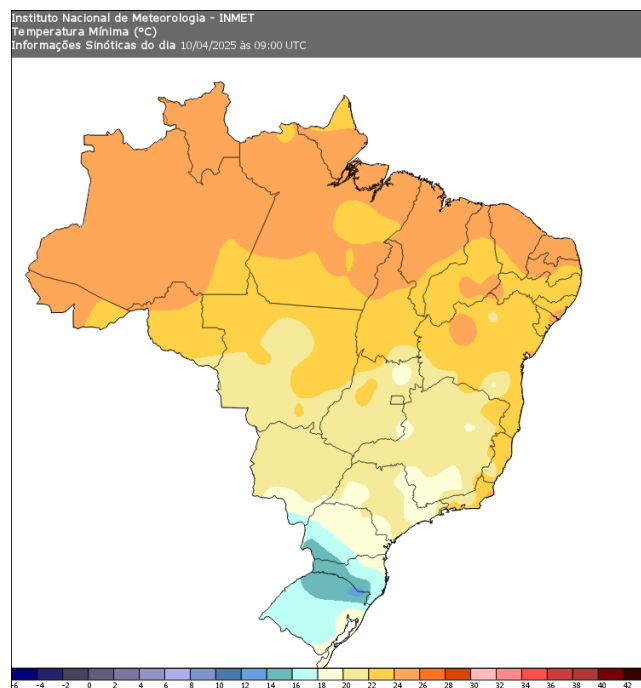 Instituto Nacional de Meteorologia - INMET
Temperatura Mínima (°C)
Informações Sinóticas do dia 10/04/2025 às 09:00 UTC
-6 -4 -2 0 2 4 6 8 10 12 14 16 18 20 22 24 26 28 30 32 34 36 38 40 42